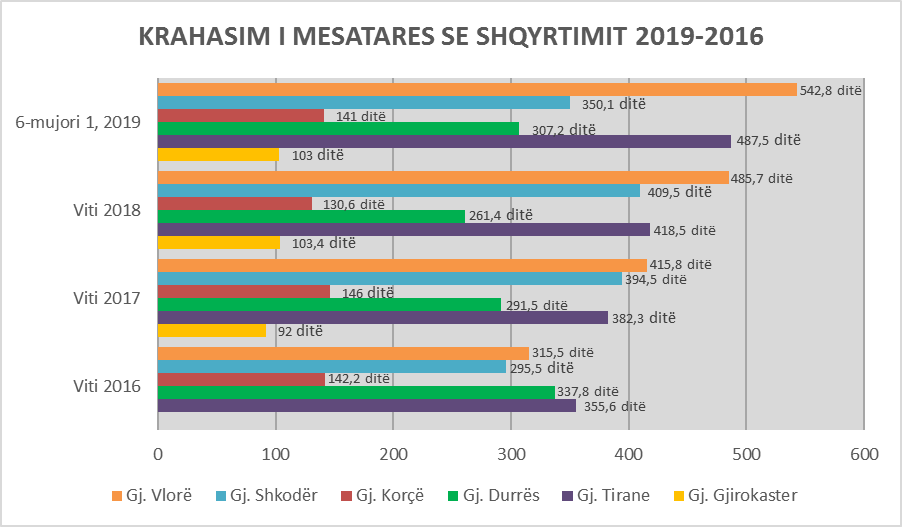 KRAHASIM I MESATARES SE SHQYRTIMIT 2019-2016
542,8 ditë
350,1 ditë
6-mujori 1, 2019
141 ditë
307,2 ditë
487,5 ditë
103 ditë
485,7 ditë
409,5 ditë
Viti 2018
130,6 ditë
261,4 ditë
418,5 ditë
103,4 ditë
415,8 ditë
394,5 ditë
Viti 2017
146 ditë
291,5 ditë
382,3 ditë
92 ditë
315,5 ditë
295,5 ditë
Viti 2016
142,2 ditë
337,8 ditë
355,6 ditë
0 100 200 300 400 500 600
Gj. Vlorë Gj. Shkodër Gj. Korçë Gj. Durrës Gj. Tirane Gj. Gjirokaster